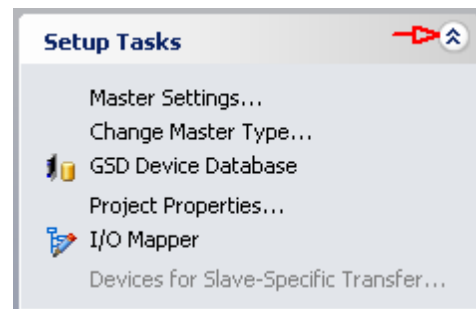 Setup Tasks
Master Settings...
Change Master Type...
GSD Device Database
Project Properties...
I/O Mapper
Devices for Slave-Specific Transfer...